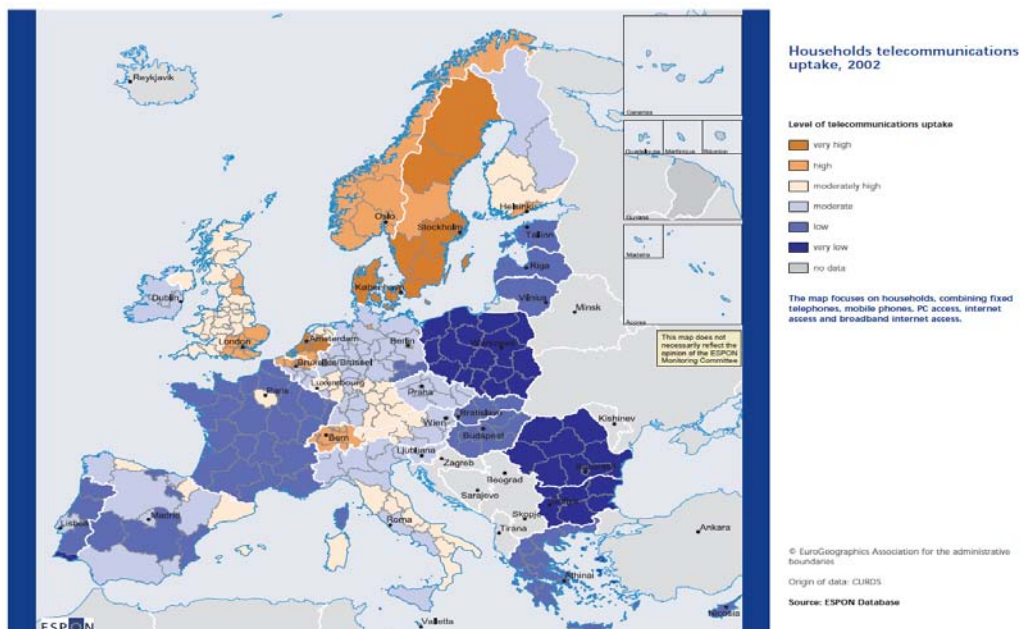 Households telecommunications
uptake, 2002
Level of telecommunications uptake
very high
high
moderately high
moderate
low
very low
no data
The map focuses on households, combining fixed
telephones, mobile phones, PC access, internet
access and broadband internet access.
© EuroGeographics Association for the administrative
boundaries
Origin of data: CURDS
Source: ESPON Database
This map does not
necessarily reflect the
opinion of the ESPON
Monitoring Committee
Reykjavik
Canarias
Guadeloupe
Martinique
Réunion
Guyana
Madeira
Acores
Oslo
Helsinki
Stockholm
Tallinn
Riga
København
Vilnius
Minsk
Dublin
London
Amsterdam
Berlin
Bruxelles/Brussel
Luxembourg
Paris
Praha
Kishinev
Wien
Bratislava
Budapest
Bern
Ljubljana
Zagreb
Beograd
Sarajevo
Skopje
Tirana
Roma
Madrid
Lisboa
Ankara
Athinai
Nicosia
Valletta
ESPON